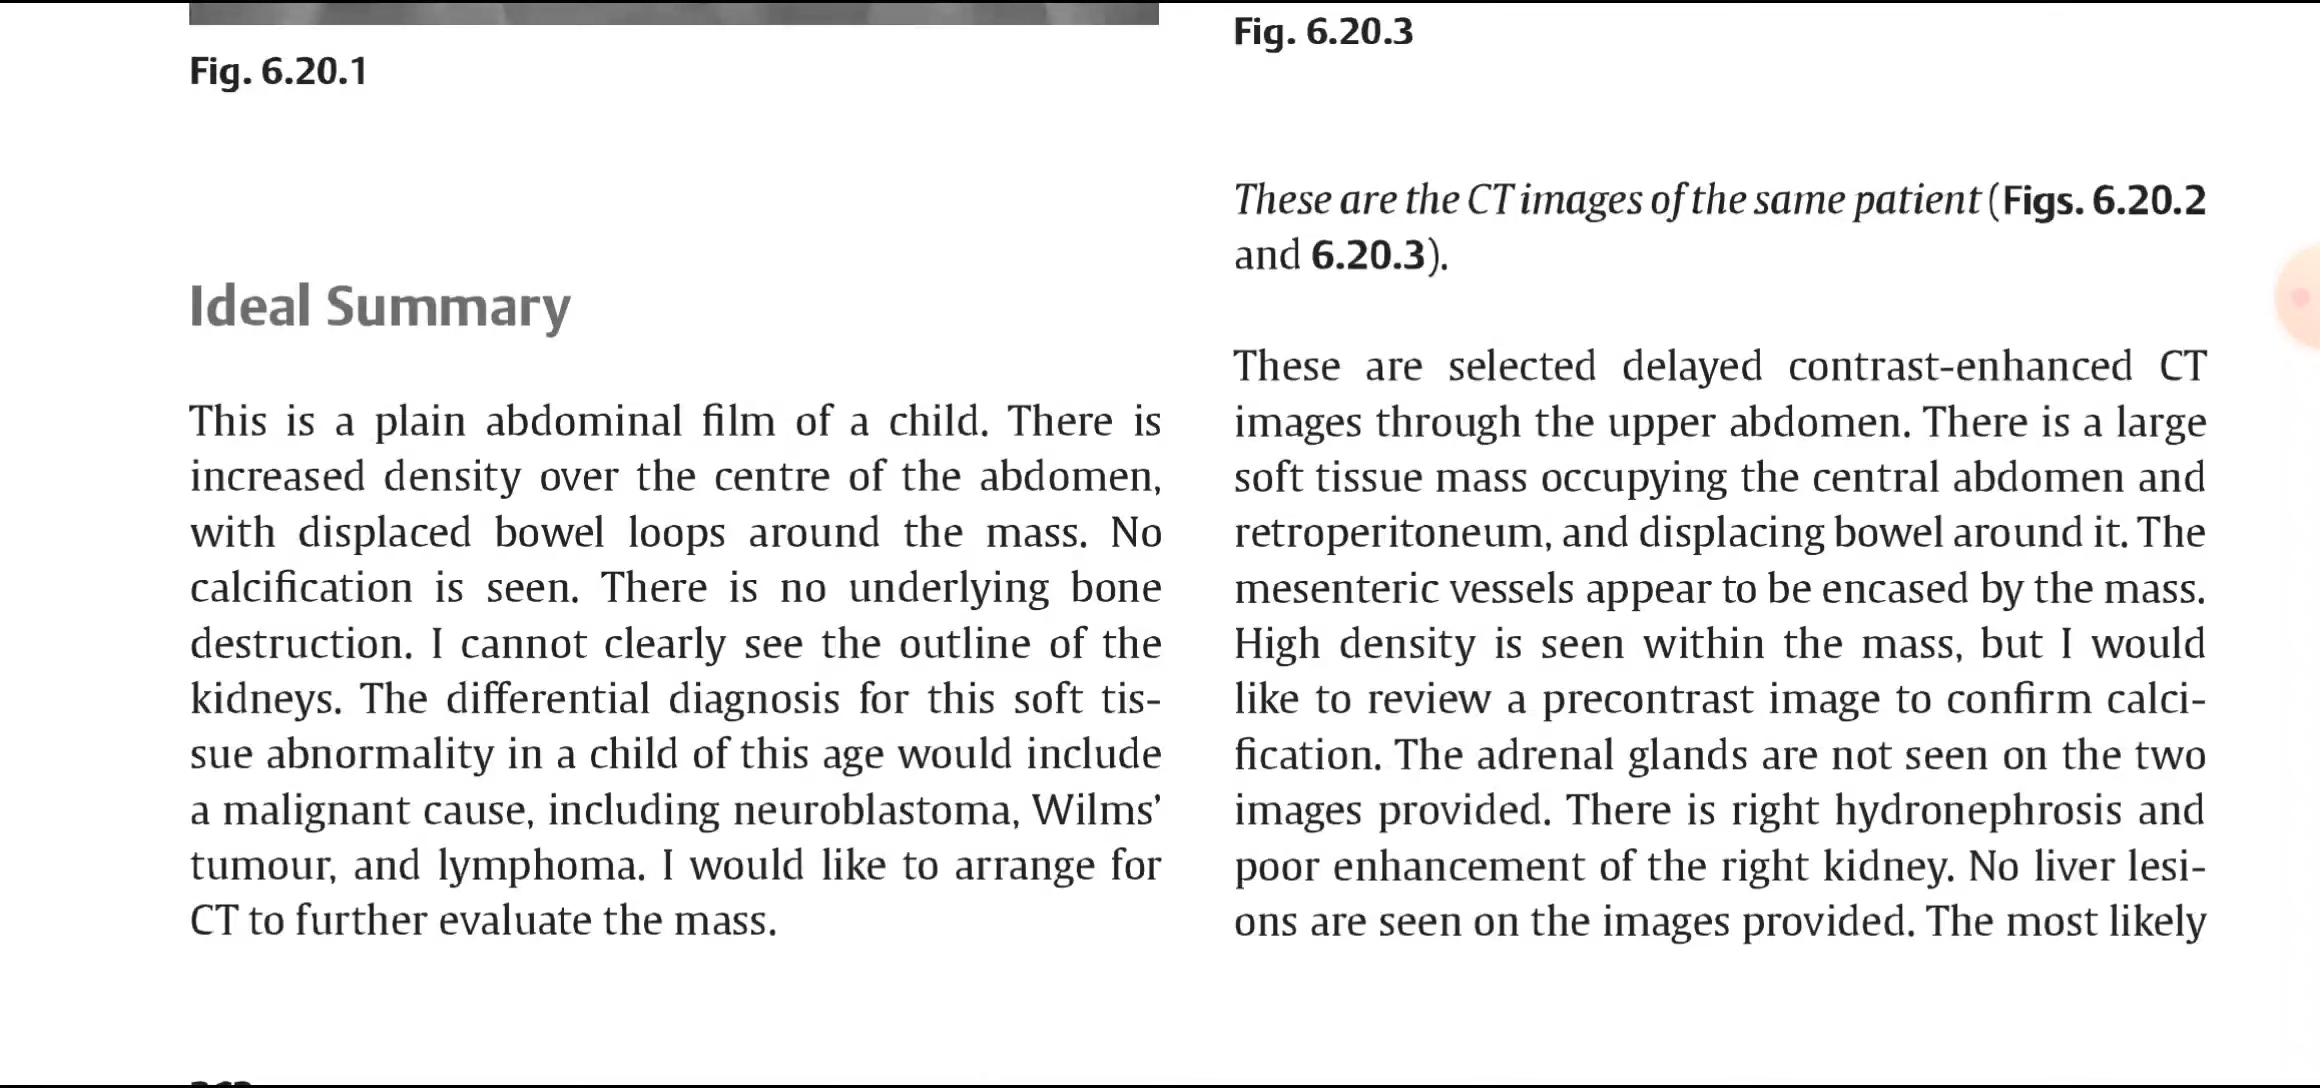 Fig. 6.20.1
Ideal Summary
This is a plain abdominal film of a child. There is
increased density over the centre of the abdomen,
with displaced bowel loops around the mass. No
calcification is seen. There is no underlying bone
destruction. I cannot clearly see the outline of the
kidneys. The differential diagnosis for this soft tis-
sue abnormality in a child of this age would include
a malignant cause, including neuroblastoma, Wilms’
tumour, and lymphoma. I would like to arrange for
CT to further evaluate the mass.
Fig. 6.20.3
These are the CT images of the same patient (Figs. 6.20.2
and 6.20.3).
These are selected delayed contrast-enhanced CT
images through the upper abdomen. There is a large
soft tissue mass occupying the central abdomen and
retroperitoneum, and displacing bowel around it. The
mesenteric vessels appear to be encased by the mass.
High density is seen within the mass, but I would
like to review a precontrast image to confirm calci-
fication. The adrenal glands are not seen on the two
images provided. There is right hydronephrosis and
poor enhancement of the right kidney. No liver lesi-
ons are seen on the images provided. The most likely